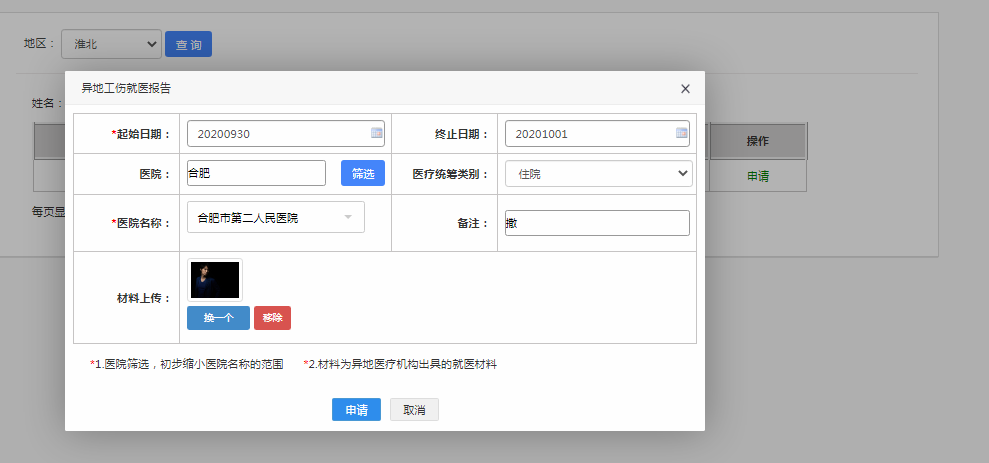 地区： 淮北 查 询
异地工伤就医报告 ×
姓名：
*起始日期： 20200930 终止日期： 20201001
操作
医院： 合肥 筛选 医疗统筹类别： 住院
申请
*医院名称： 合肥市第二人民医院 备注： 撒
每页显
材料上传：
换一个 移除
*1.医院筛选，初步缩小医院名称的范围 *2.材料为异地医疗机构出具的就医材料
申请 取消